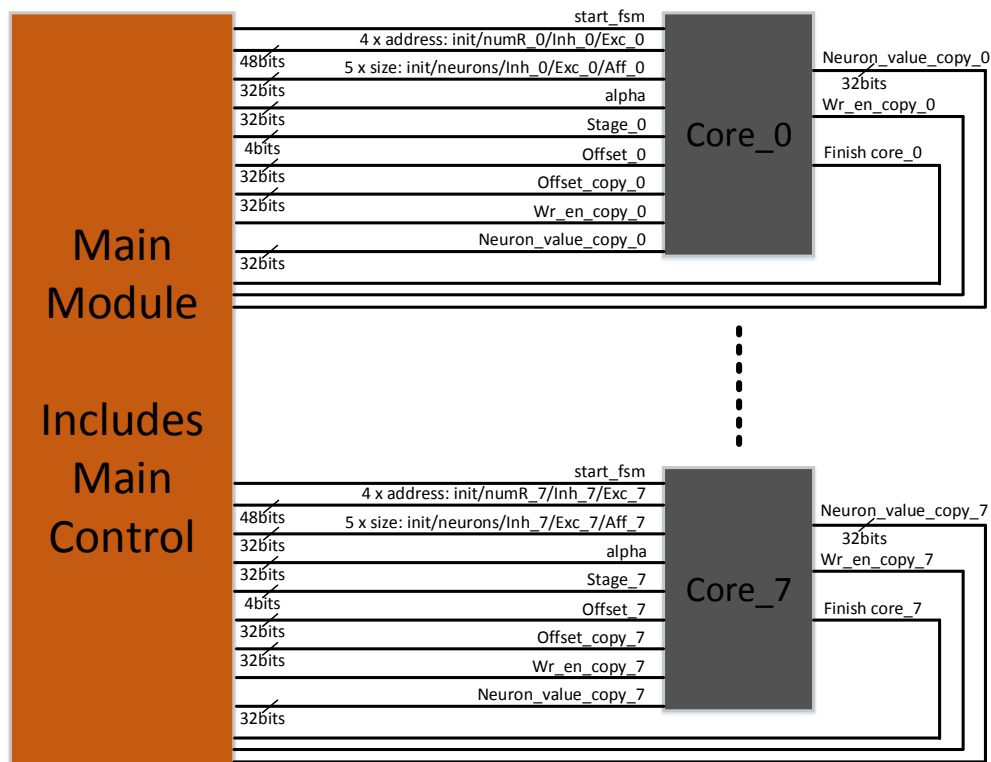 Main
Module
Includes
Main
Control
start_fsm
4 x address: init/numR_0/Inh_0/Exc_0
48bits
5 x size: init/neurons/Inh_0/Exc_0/Aff_0
32bits
alpha
32bits
Stage_0
4bits
Offset_0
32bits
Offset_copy_0
32bits
Wr_en_copy_0
Neuron_value_copy_0
32bits
Core_0
Neuron_value_copy_0
32bits
Wr_en_copy_0
Finish core_0
start_fsm
4 x address: init/numR_7/Inh_7/Exc_7
48bits
5 x size: init/neurons/Inh_7/Exc_7/Aff_7
32bits
alpha
32bits
Stage_7
4bits
Offset_7
32bits
Offset_copy_7
32bits
Wr_en_copy_7
Neuron_value_copy_7
32bits
Core_7
Neuron_value_copy_7
32bits
Wr_en_copy_7
Finish core_7